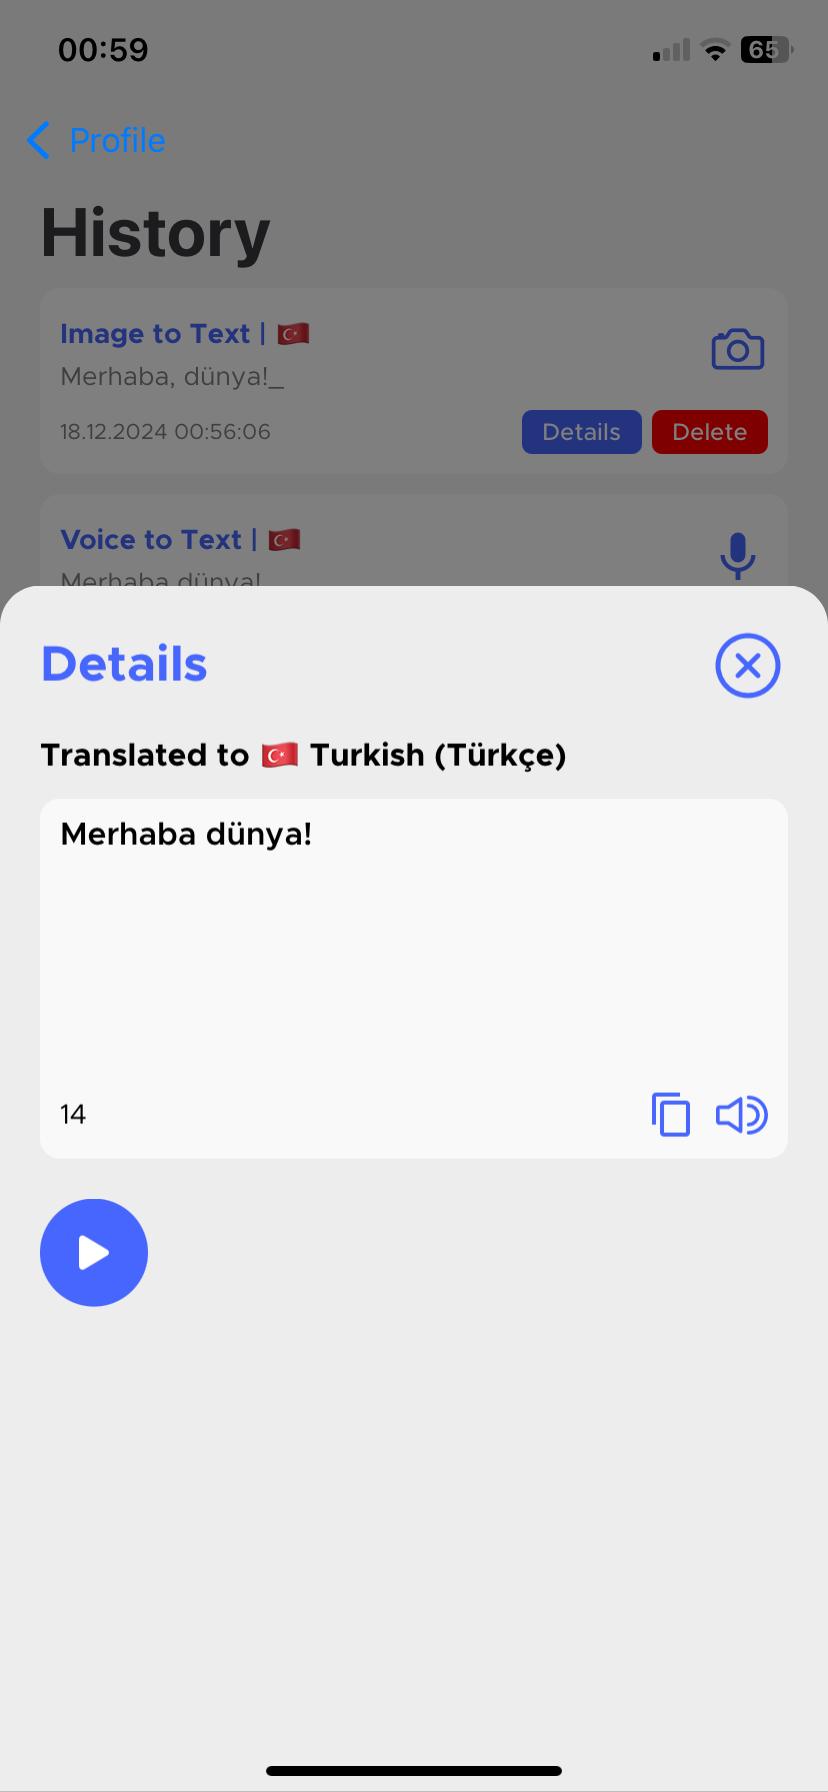 00:59
65
Profile
History
Image to Text | 🇹🇷
Merhaba, dünya!_
18.12.2024 00:56:06
Details
Delete
Voice to Text | 🇹🇷
Merhaba dünya!
Details
Translated to 🇹🇷 Turkish (Türkçe)
Merhaba dünya!
14